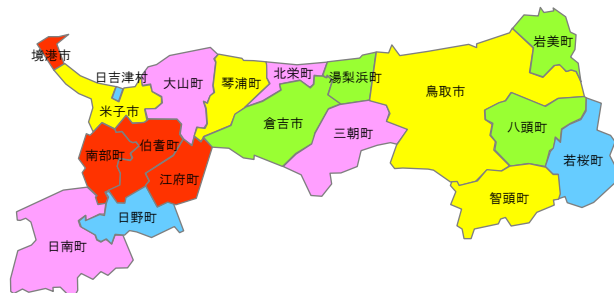 岩美町
境港市
日吉津村
大山町
琴浦町
北栄町
湯梨浜町
鳥取市
米子市
倉吉市
三朝町
八頭町
伯耆町
南部町
江府町
若桜町
智頭町
日野町
日南町